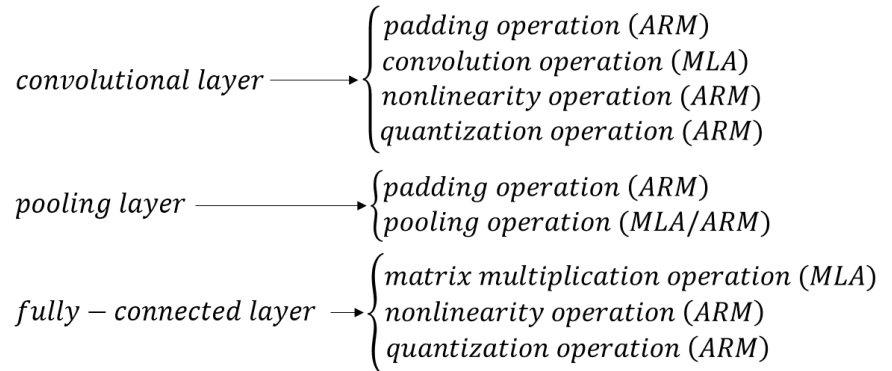 padding operation (ARM)
convolution operation (MLA)
convolutional layer
nonlinearity operation (ARM)
quantization operation (ARM)
padding operation (ARM)
pooling layer
pooling operation (MLA/ARM)
matrix multiplication operation (MLA)
fully − connected layer
nonlinearity operation (ARM)
quantization operation (ARM)